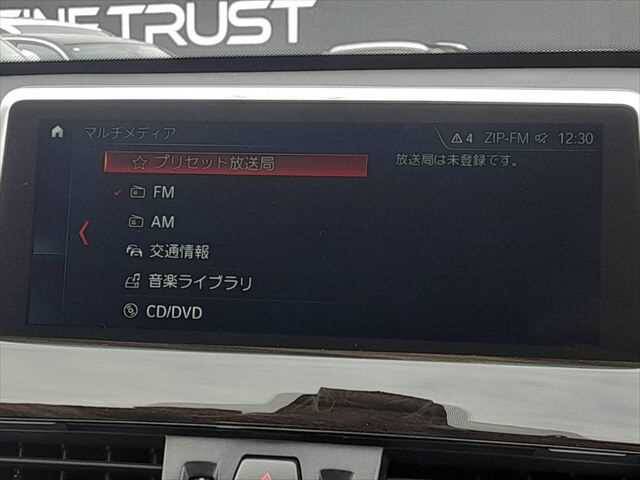 FINE TRUST
マルチメディア
4 ZIP-FM 12:30
プリセット放送局
放送局は未登録です。
FM
AM
交通情報
音楽ライブラリ
CD/DVD